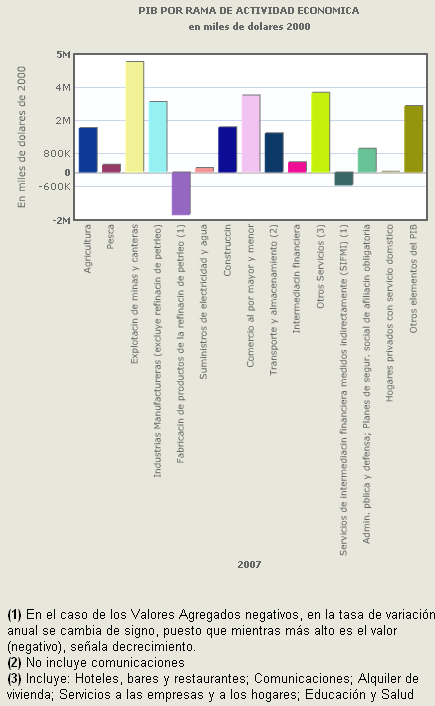 PIB POR RAMA DE ACTIVIDAD ECONOMICA
en miles de dolares 2000
En miles de dolares de 2000
5M
4M
2M
800K
0
-600K
-2M
Agricultura
Pesca
Explotacin de minas y canteras
Industrias Manufactureras (excluye refinacin de petrleo)
Fabricacin de productos de la refinacin de petrleo (1)
Suministros de electricidad y agua
Construccin
Comercio al por mayor y menor
Transporte y almacenamiento (2)
Intermediacin financiera
Otros Servicios (3)
Servicios de intermediacin financiera medidos indirectamente (SIFMI) (1)
Admin. pblica y defensa; Planes de segur. social de afiliacin obligatoria
Hogares privados con servicio domstico
Otros elementos del PIB
2007
(1) En el caso de los Valores Agregados negativos, en la tasa de variación
anual se cambia de signo, puesto que mientras más alto es el valor
(negativo), señala decrecimiento.
(2) No incluye comunicaciones
(3) Incluye: Hoteles, bares y restaurantes; Comunicaciones; Alquiler de
vivienda; Servicios a las empresas y a los hogares; Educación y Salud